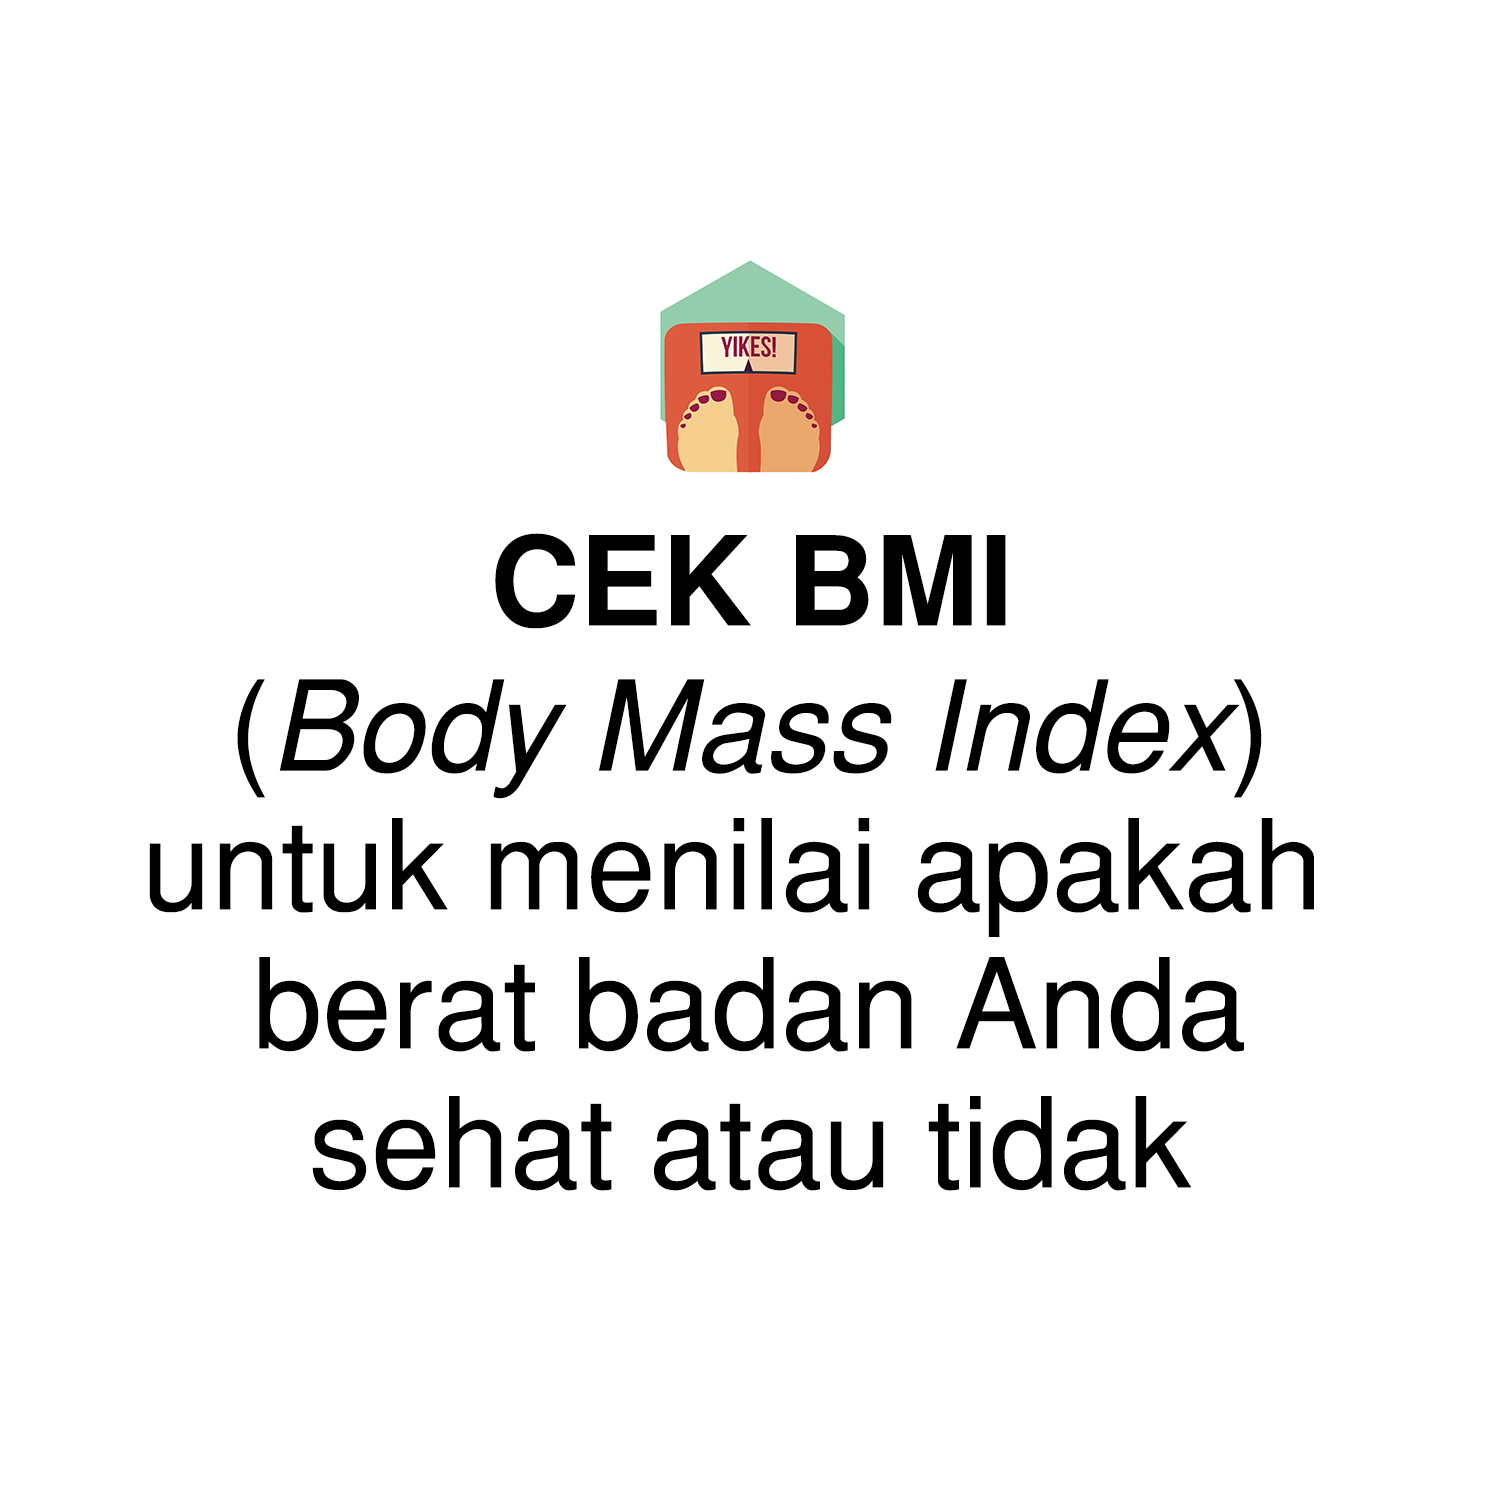 YIKES!
CEK BMI
(Body Mass Index)
untuk menilai apakah
berat badan Anda
sehat atau tidak